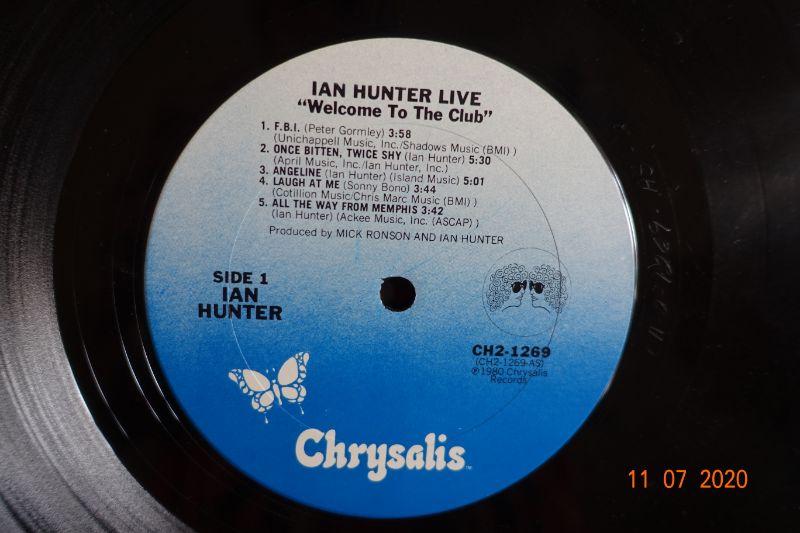 IAN HUNTER LIVE
"Welcome To The Club"
1. F.B.I. (Peter Gormley) 3:58
(Unichappell Music, Inc./Shadows Music (BMI) )
2. ONCE BITTEN, TWICE SHY (Ian Hunter) 5:30
(April Music, Inc./Ian Hunter, Inc.)
3. ANGELINE (Ian Hunter) (Island Music) 5:01
4. LAUGH AT ME (Sonny Bono) 3:44
(Cotillion Music/Chris Marc Music (BMI) )
5. ALL THE WAY FROM MEMPHIS 3:42
(Ian Hunter) (Ackee Music, Inc. (ASCAP) )
Produced by MICK RONSON AND IAN HUNTER
SIDE 1
IAN
HUNTER
CH2-1269
(CH2-1269-AS)
℗ 1980 Chrysalis
Records
Chrysalis
11 07 2020